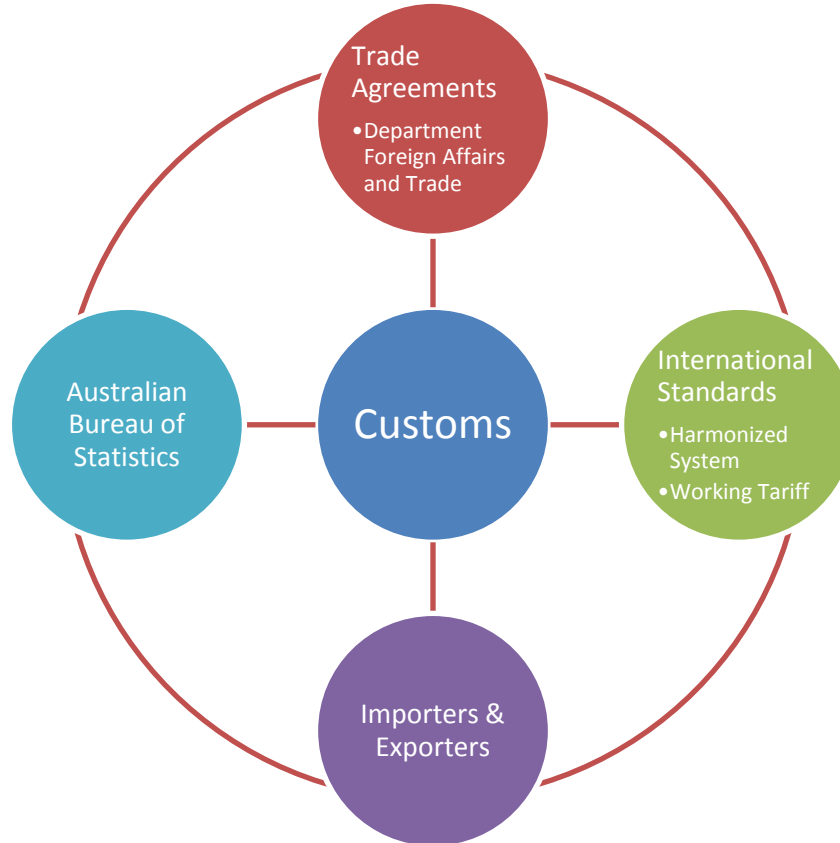 Trade
Agreements
•Department
Foreign Affairs
and Trade
Australian
Bureau of
Statistics
Customs
International
Standards
•Harmonized
System
•Working Tariff
Importers &
Exporters